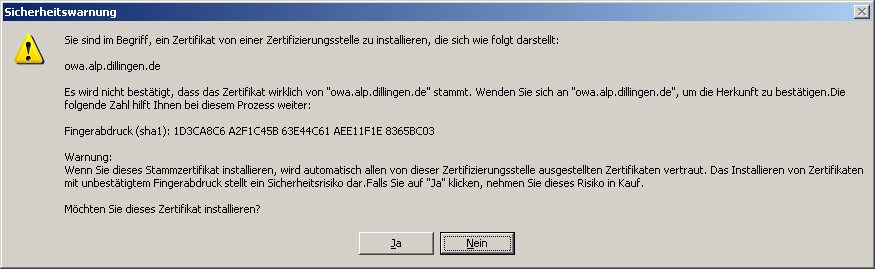 Sicherheitswarnung
Sie sind im Begriff, ein Zertifikat von einer Zertifizierungsstelle zu installieren, die sich wie folgt darstellt:
owa.alp.dillingen.de
Es wird nicht bestätigt, dass das Zertifikat wirklich von "owa.alp.dillingen.de" stammt. Wenden Sie sich an "owa.alp.dillingen.de", um die Herkunft zu bestätigen.Die
folgende Zahl hilft Ihnen bei diesem Prozess weiter:
Fingerabdruck (sha1): 1D3CA8C6 A2F1C45B 63E44C61 AEE11F1E 8365BC03
Warnung:
Wenn Sie dieses Stammzertifikat installieren, wird automatisch allen von dieser Zertifizierungsstelle ausgestellten Zertifikaten vertraut. Das Installieren von Zertifikaten
mit unbestätigtem Fingerabdruck stellt ein Sicherheitsrisiko dar.Falls Sie auf "Ja" klicken, nehmen Sie dieses Risiko in Kauf.
Möchten Sie dieses Zertifikat installieren?
Ja Nein